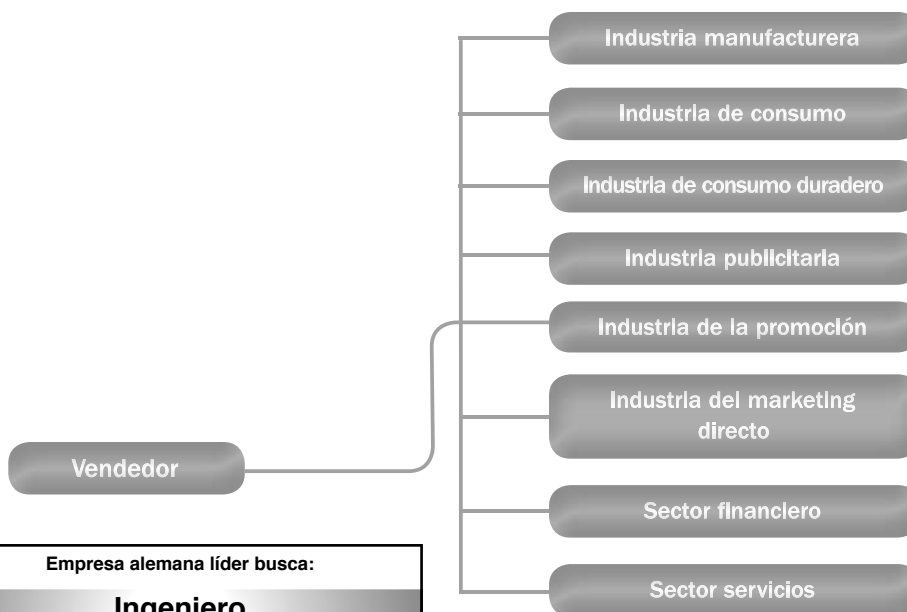 Industria manufacturera
Industria de consumo
Industria de consumo duradero
Industria publicitaria
Industria de la promoción
Industria del marketing
directo
Vendedor
Sector financiero
Empresa alemana líder busca:
Sector servicios
Ingeniero